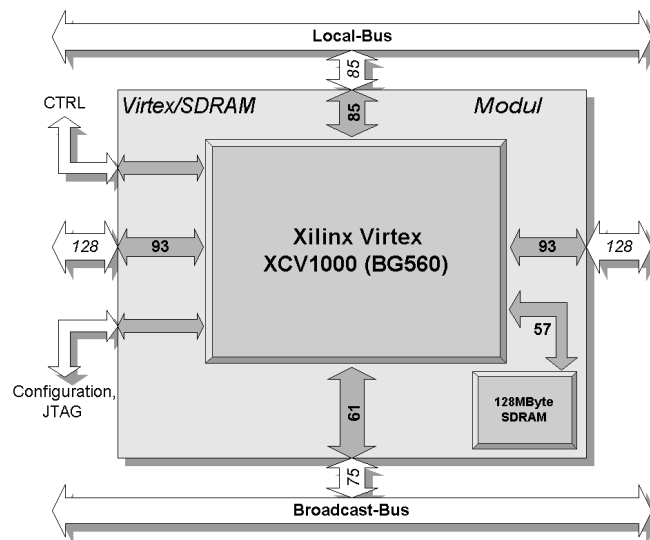 Local-Bus
85
CTRL
Virtex/SDRAM
Modul
85
Xilinx Virtex
XCV1000 (BG560)
128
93
93
128
57
Configuration,
JTAG
128MByte
SDRAM
61
75
Broadcast-Bus